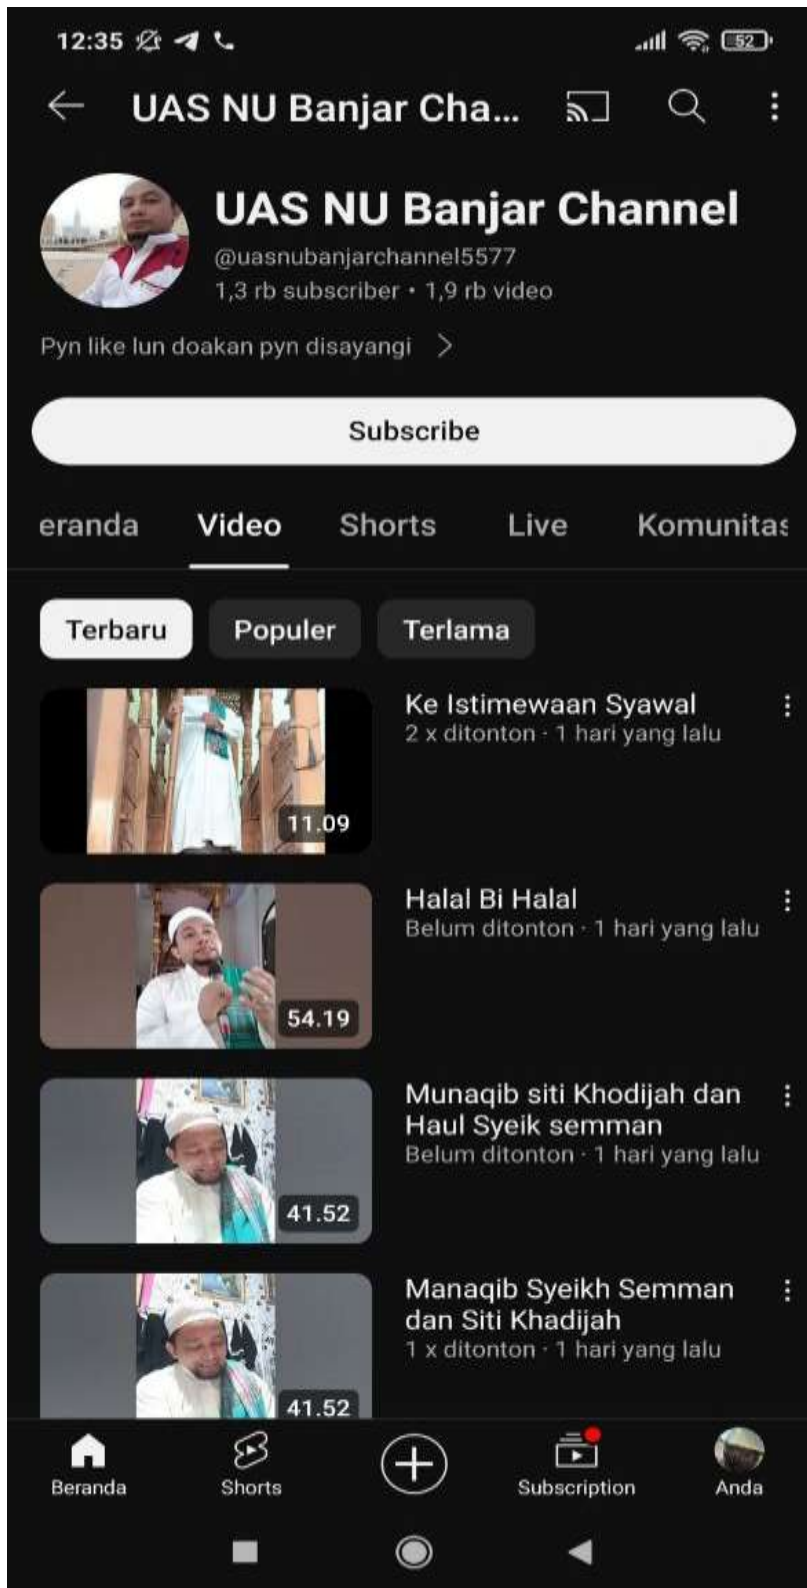 12:35
52
UAS NU Banjar Cha...
UAS NU Banjar Channel
@uasnubanjarchannel5577
1,3 rb subscriber • 1,9 rb video
Pyn like lun doakan pyn disayangi
Subscribe
eranda Video Shorts Live Komunitas
Terbaru Populer Terlama
Ke Istimewaan Syawal
2 x ditonton · 1 hari yang lalu
11.09
Halal Bi Halal
Belum ditonton · 1 hari yang lalu
54.19
Munaqib siti Khodijah dan
Haul Syeik semman
Belum ditonton · 1 hari yang lalu
41.52
Manaqib Syeikh Semman
dan Siti Khadijah
1 x ditonton · 1 hari yang lalu
41.52
Beranda Shorts Subscription Anda